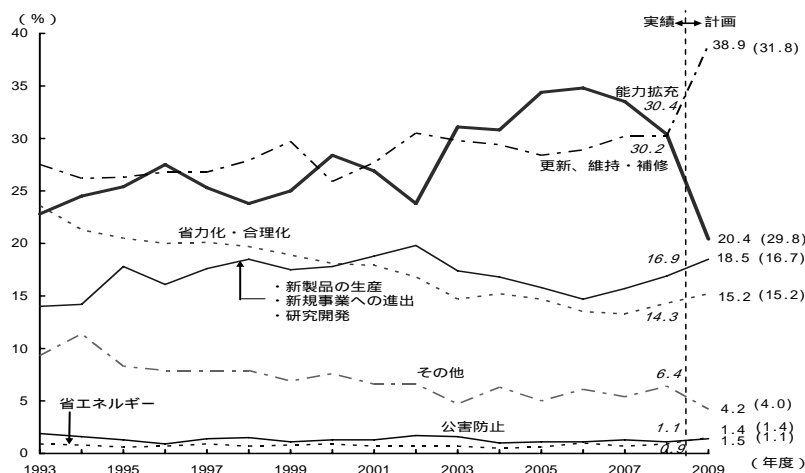 (％)
実績 計画
40
35
30
25
20
15
10
5
0
38.9 (31.8)
能力拡充
30.4
30.2
更新、維持・補修
20.4 (29.8)
省力化・合理化
16.9
18.5 (16.7)
・新製品の生産
・新規事業への進出
・研究開発
14.3
15.2 (15.2)
その他
6.4
4.2 (4.0)
省エネルギー
公害防止
1.1
1.4 (1.4)
1.5 (1.1)
0.9
1993 1995 1997 1999 2001 2003 2005 2007 2009
(年度)